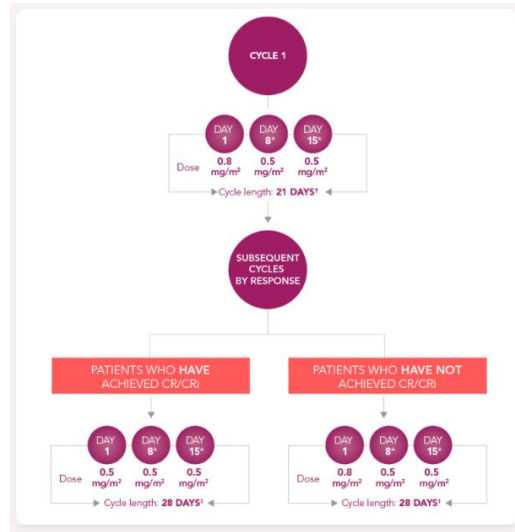 CYCLE 1
DAY 1 DAY 8* DAY 15*
Dose 0.8 mg/m² 0.5 mg/m² 0.5 mg/m²
Cycle length: 21 DAYS†
SUBSEQUENT
CYCLES
BY RESPONSE
PATIENTS WHO HAVE
ACHIEVED CR/CRi
DAY 1 DAY 8* DAY 15*
Dose 0.5 mg/m² 0.5 mg/m² 0.5 mg/m²
Cycle length: 28 DAYS‡
PATIENTS WHO HAVE NOT
ACHIEVED CR/CRi
DAY 1 DAY 8* DAY 15*
Dose 0.8 mg/m² 0.5 mg/m² 0.5 mg/m²
Cycle length: 28 DAYS‡